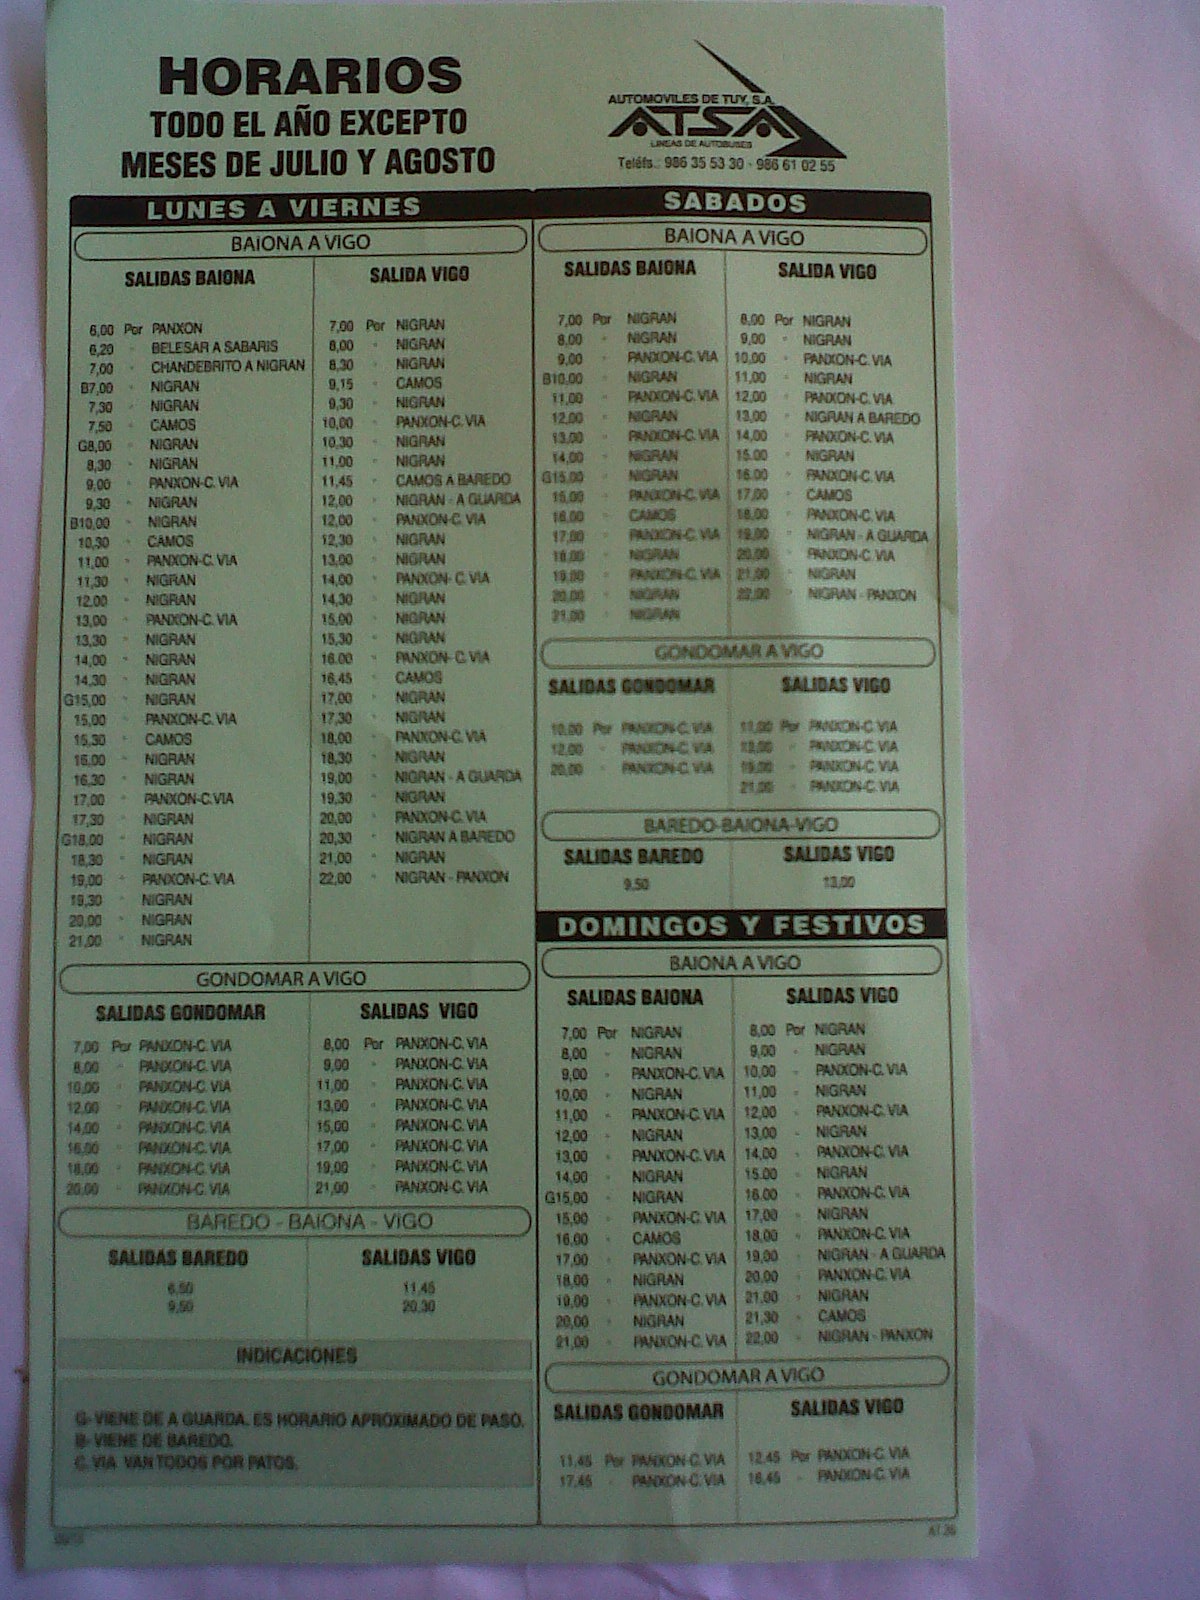 HORARIOS
TODO EL AÑO EXCEPTO
MESES DE JULIO Y AGOSTO
AUTOMOVILES DE TUY, S.A.
ATSA
LINEAS DE AUTOBUSES
Teléfs.: 986 35 53 30 - 986 61 02 55
LUNES A VIERNES
BAIONA A VIGO
SALIDAS BAIONA
6,00 Por PANXON
6,20 " BELESAR A SABARIS
7,00 " CHANDEBRITO A NIGRAN
B7,00 " NIGRAN
7,30 " NIGRAN
7,50 " CAMOS
G8,00 " NIGRAN
8,30 " NIGRAN
9,00 " PANXON-C. VIA
9,30 " NIGRAN
B10,00 " NIGRAN
10,30 " CAMOS
11,00 " PANXON-C. VIA
11,30 " NIGRAN
12,00 " NIGRAN
13,00 " PANXON-C. VIA
13,30 " NIGRAN
14,00 " NIGRAN
14,30 " NIGRAN
G15,00 " NIGRAN
15,00 " PANXON-C. VIA
15,30 " CAMOS
16,00 " NIGRAN
16,30 " NIGRAN
17,00 " PANXON-C. VIA
17,30 " NIGRAN
G18,00 " NIGRAN
18,30 " NIGRAN
19,00 " PANXON-C. VIA
19,30 " NIGRAN
20,00 " NIGRAN
21,00 " NIGRAN
SALIDA VIGO
7,00 Por NIGRAN
8,00 " NIGRAN
8,30 " NIGRAN
9,15 " CAMOS
9,30 " NIGRAN
10,00 " PANXON-C. VIA
10,30 " NIGRAN
11,00 " NIGRAN
11,45 " CAMOS A BAREDO
12,00 " NIGRAN - A GUARDA
12,00 " PANXON-C. VIA
12,30 " NIGRAN
13,00 " NIGRAN
14,00 " PANXON- C. VIA
14,30 " NIGRAN
15,00 " NIGRAN
15,30 " NIGRAN
16,00 " PANXON- C. VIA
16,45 " CAMOS
17,00 " NIGRAN
17,30 " NIGRAN
18,00 " PANXON-C. VIA
18,30 " NIGRAN
19,00 " NIGRAN - A GUARDA
19,30 " NIGRAN
20,00 " PANXON-C. VIA
20,30 " NIGRAN A BAREDO
21,00 " NIGRAN
22,00 " NIGRAN - PANXON
GONDOMAR A VIGO
SALIDAS GONDOMAR
7,00 Por PANXON-C. VIA
8,00 " PANXON-C. VIA
10,00 " PANXON-C. VIA
12,00 " PANXON-C. VIA
14,00 " PANXON-C. VIA
16,00 " PANXON-C. VIA
18,00 " PANXON-C. VIA
20,00 " PANXON-C. VIA
SALIDAS VIGO
8,00 Por PANXON-C. VIA
9,00 " PANXON-C. VIA
11,00 " PANXON-C. VIA
13,00 " PANXON-C. VIA
15,00 " PANXON-C. VIA
17,00 " PANXON-C. VIA
19,00 " PANXON-C. VIA
21,00 " PANXON-C. VIA
BAREDO - BAIONA - VIGO
SALIDAS BAREDO
6,50
9,50
SALIDAS VIGO
11,45
20,30
INDICACIONES
G- VIENE DE A GUARDA. ES HORARIO APROXIMADO DE PASO.
B- VIENE DE BAREDO.
C. VIA VAN TODOS POR PATOS.
SABADOS
BAIONA A VIGO
SALIDAS BAIONA
7,00 Por NIGRAN
8,00 " NIGRAN
9,00 " PANXON-C. VIA
B10,00 " NIGRAN
11,00 " PANXON-C. VIA
12,00 " NIGRAN
13,00 " PANXON-C. VIA
14,00 " NIGRAN
G15,00 " NIGRAN
15,00 " PANXON-C. VIA
16,00 " CAMOS
17,00 " PANXON-C. VIA
18,00 " NIGRAN
19,00 " PANXON-C. VIA
20,00 " NIGRAN
21,00 NIGRAN
SALIDA VIGO
8,00 Por NIGRAN
9,00 " NIGRAN
10,00 " PANXON-C. VIA
11,00 " NIGRAN
12,00 " PANXON-C. VIA
13,00 " NIGRAN A BAREDO
14,00 " PANXON-C. VIA
15,00 " NIGRAN
16,00 " PANXON-C. VIA
17,00 " CAMOS
18,00 " PANXON-C. VIA
19,00 " NIGRAN - A GUARDA
20,00 " PANXON-C. VIA
21,00 " NIGRAN
22,00 " NIGRAN - PANXON
GONDOMAR A VIGO
SALIDAS GONDOMAR
10,00 Por PANXON-C. VIA
12,00 " PANXON-C. VIA
20,00 " PANXON-C. VIA
SALIDAS VIGO
11,00 Por PANXON-C. VIA
13,00 " PANXON-C. VIA
19,00 " PANXON-C. VIA
21,00 " PANXON-C. VIA
BAREDO-BAIONA-VIGO
SALIDAS BAREDO
9,50
SALIDAS VIGO
13,00
DOMINGOS Y FESTIVOS
BAIONA A VIGO
SALIDAS BAIONA
7,00 Por NIGRAN
8,00 " NIGRAN
9,00 " PANXON-C. VIA
10,00 " NIGRAN
11,00 " PANXON-C. VIA
12,00 " NIGRAN
13,00 " PANXON-C. VIA
14,00 " NIGRAN
G15,00 " NIGRAN
15,00 " PANXON-C. VIA
16,00 " CAMOS
17,00 " PANXON-C. VIA
18,00 " NIGRAN
19,00 " PANXON-C. VIA
20,00 " NIGRAN
21,00 " PANXON-C. VIA
SALIDAS VIGO
8,00 Por NIGRAN
9,00 " NIGRAN
10,00 " PANXON-C. VIA
11,00 " NIGRAN
12,00 " PANXON-C. VIA
13,00 " NIGRAN
14,00 " PANXON-C. VIA
15,00 " NIGRAN
16,00 " PANXON-C. VIA
17,00 " NIGRAN
18,00 " PANXON-C. VIA
19,00 " NIGRAN - A GUARDA
20,00 " PANXON-C. VIA
21,00 " NIGRAN
21,30 " CAMOS
22,00 " NIGRAN - PANXON
GONDOMAR A VIGO
SALIDAS GONDOMAR
11,45 Por PANXON-C. VIA
17,45 " PANXON-C. VIA
SALIDAS VIGO
12,45 Por PANXON-C. VIA
18,45 " PANXON-C. VIA